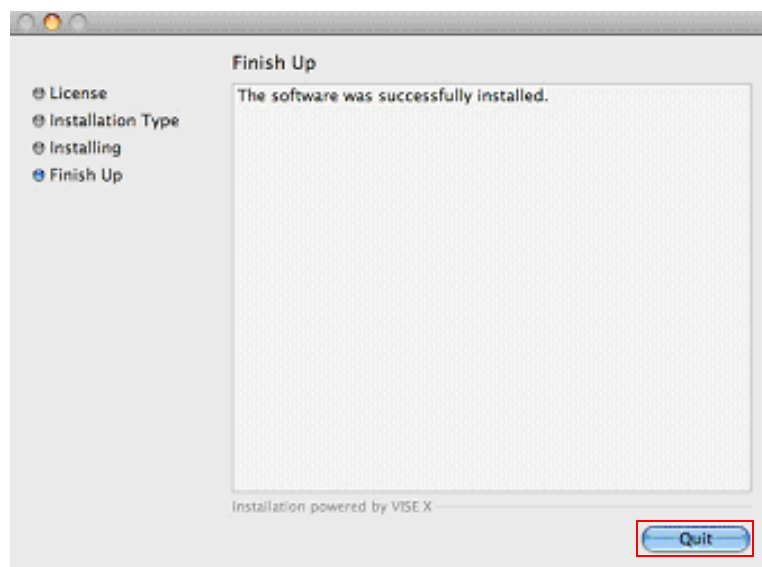 Finish Up
License
Installation Type
Installing
Finish Up
The software was successfully installed.
Installation powered by VISE X
Quit